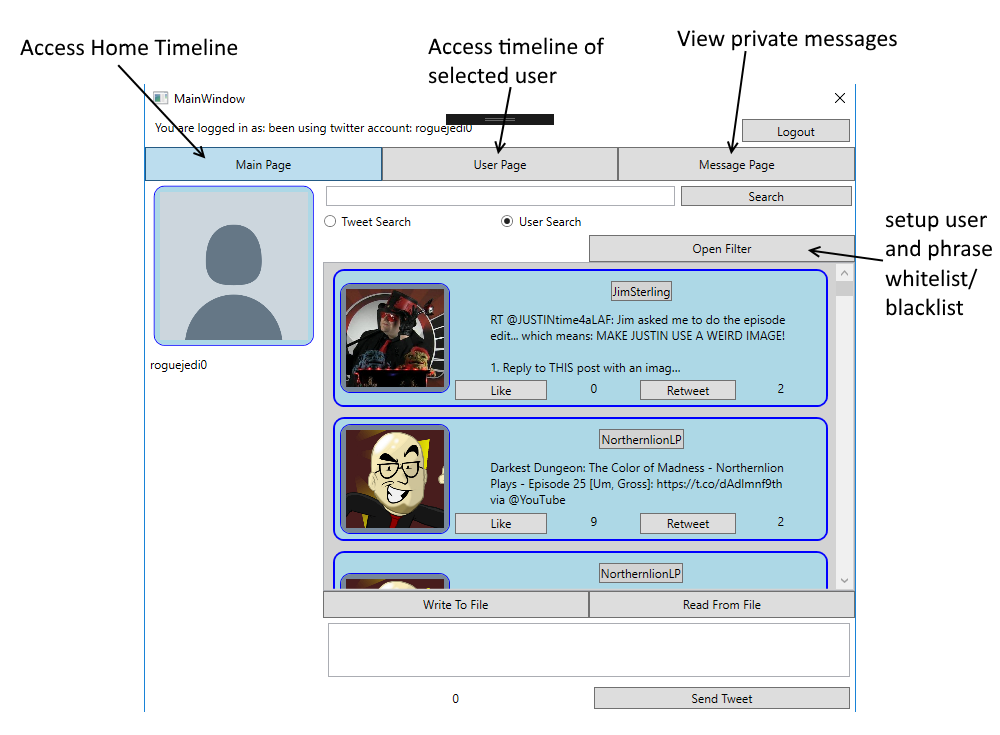 Access Home Timeline
Access timeline of
selected user
View private messages
MainWindow
You are logged in as: been using twitter account: roguejedi0
Logout
Main Page
User Page
Message Page
Search
Tweet Search
User Search
Open Filter
setup user
and phrase
whitelist/
blacklist
roguejedi0
JimSterling
RT @JUSTINtime4aLAF: Jim asked me to do the episode
edit... which means: MAKE JUSTIN USE A WEIRD IMAGE!
1. Reply to THIS post with an imag...
Like 0 Retweet 2
NorthernlionLP
Darkest Dungeon: The Color of Madness - Northernlion
Plays - Episode 25 [Um, Gross]: https://t.co/dAdlmnf9th
via @YouTube
Like 9 Retweet 2
NorthernlionLP
Write To File
Read From File
0
Send Tweet